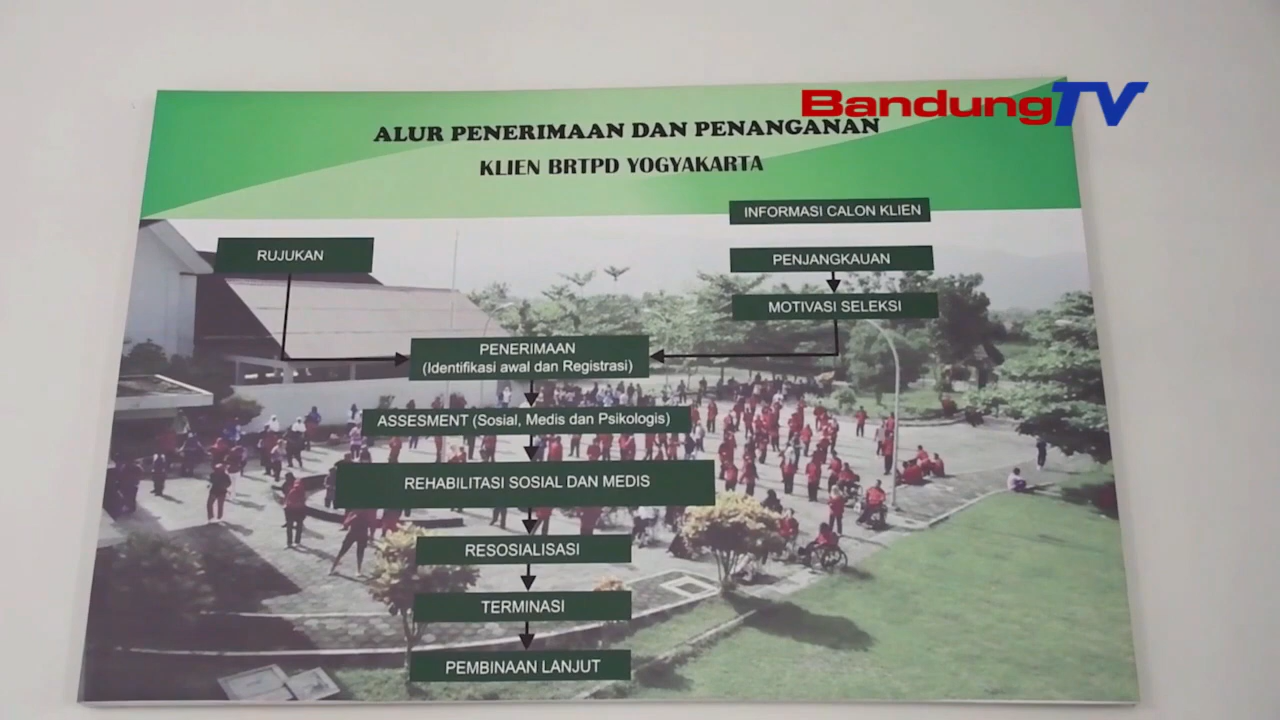 BandungTV
ALUR PENERIMAAN DAN PENANGANAN
KLIEN BRTPD YOGYAKARTA
INFORMASI CALON KLIEN
RUJUKAN
PENJANGKAUAN
MOTIVASI SELEKSI
PENERIMAAN
(Identifikasi awal dan Registrasi)
ASSESMENT (Sosial, Medis dan Psikologis)
REHABILITASI SOSIAL DAN MEDIS
RESOSIALISASI
TERMINASI
PEMBINAAN LANJUT